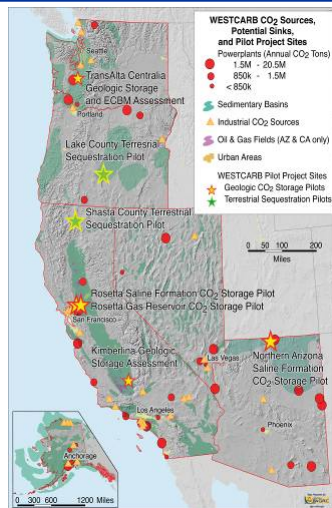 WESTCARB CO2 Sources,
Potential Sinks,
and Pilot Project Sites
Powerplants (Annual CO2 Tons)
1.5M - 20.5M
850k - 1.5M
< 850k
Sedimentary Basins
Industrial CO2 Sources
Oil & Gas Fields (AZ & CA only)
Urban Areas
WESTCARB Pilot Project Sites
Geologic CO2 Storage Pilots
Terrestrial Sequestration Pilots
Seattle
TransAlta Centralia
Geologic Storage
and ECBM Assessment
Portland
Lake County Terresrial
Sequestration Pilot
Shasta County Terrestrial
Sequestration Pilot
0 50 100 200
Miles
Rosetta Saline Formation CO2 Storage Pilot
Rosetta Gas Reservoir CO2 Storage Pilot
San Francisco
Kimberlina Geologic
Storage Assessment
Las Vegas
Northern Arizona
Saline Formation
CO2 Storage Pilot
Los Angeles
Phoenix
Anchorage
0 300 600 1200 Miles